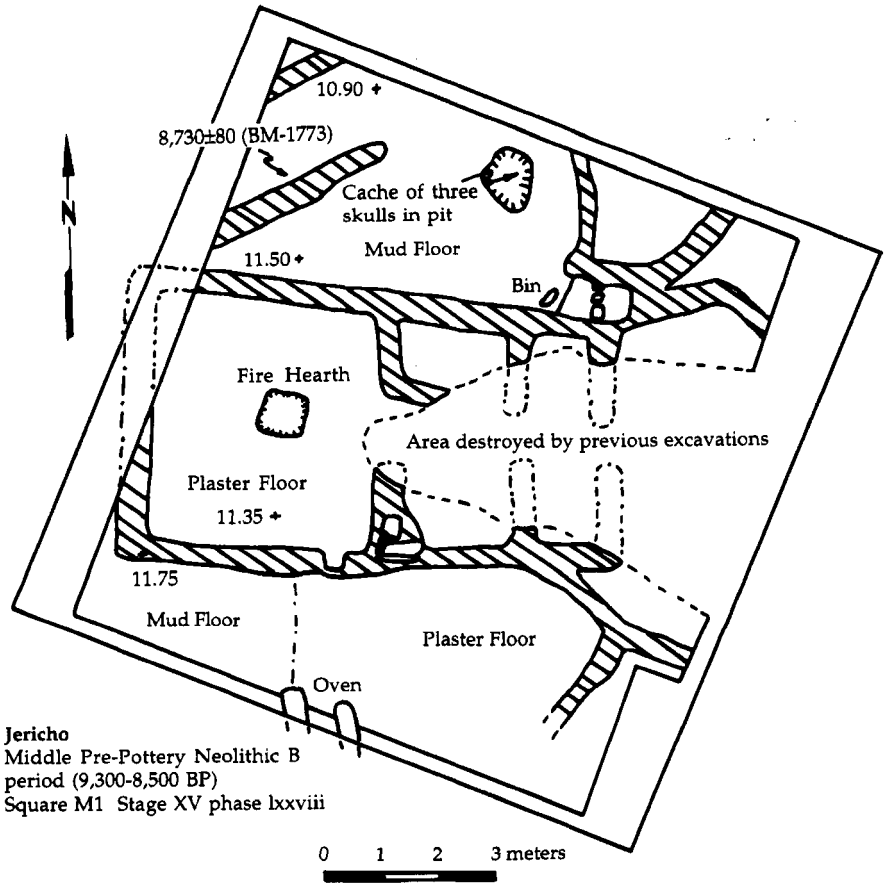 10.90 +
8,730±80 (BM-1773)
N
Cache of three
skulls in pit
Mud Floor
11.50 +
Bin
Fire Hearth
Area destroyed by previous excavations
Plaster Floor
11.35 +
11.75
Mud Floor
Plaster Floor
Oven
Jericho
Middle Pre-Pottery Neolithic B
period (9,300-8,500 BP)
Square M1 Stage XV phase lxxviii
0 1 2 3 meters